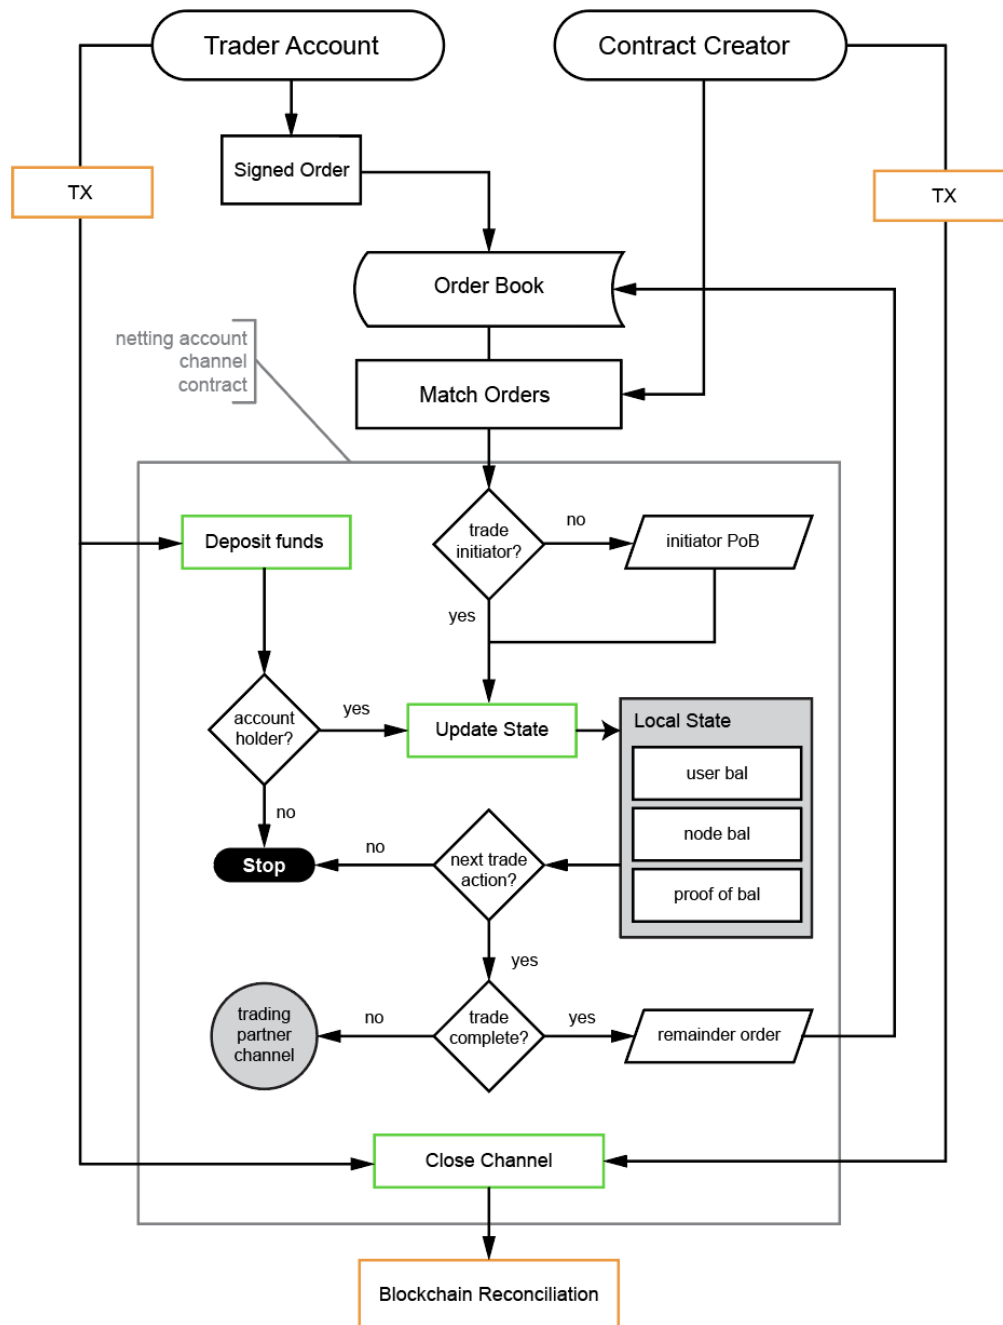 Trader Account
Contract Creator
Signed Order
TX
TX
Order Book
netting account
channel
contract
Match Orders
trade
initiator?
no
initiator PoB
Deposit funds
yes
account
holder?
yes
Update State
Local State
user bal
node bal
proof of bal
no
Stop
no
next trade
action?
yes
trading
partner
channel
no
trade
complete?
yes
remainder order
Close Channel
Blockchain Reconciliation